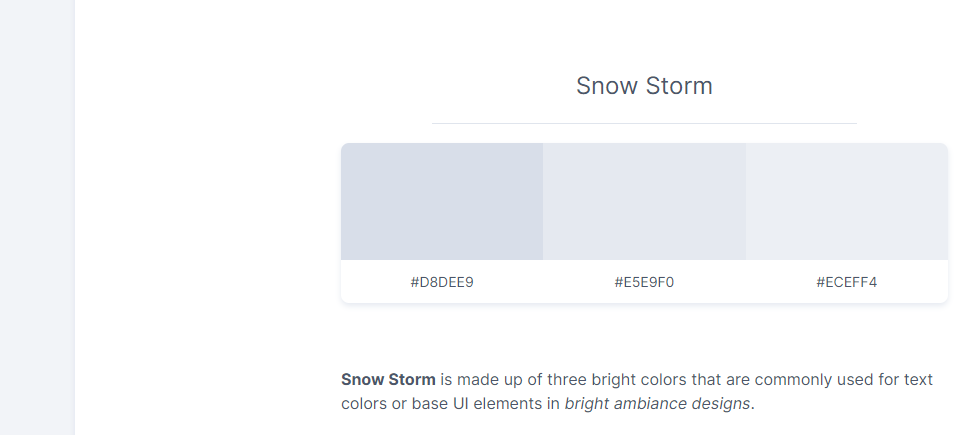 Snow Storm
#D8DEE9 #E5E9F0 #ECEFF4
Snow Storm is made up of three bright colors that are commonly used for text
colors or base UI elements in bright ambiance designs.